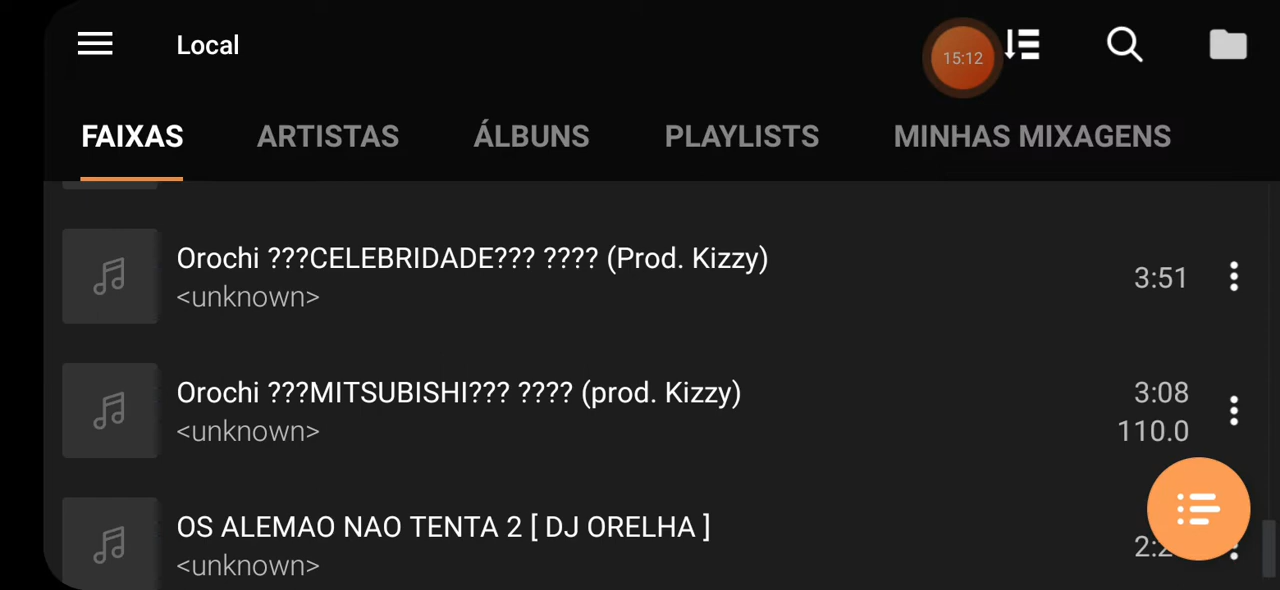 Local
15:12
FAIXAS ARTISTAS ÁLBUNS PLAYLISTS MINHAS MIXAGENS
Orochi ???CELEBRIDADE??? ???? (Prod. Kizzy)
<unknown>
3:51
Orochi ???MITSUBISHI??? ???? (prod. Kizzy)
<unknown>
3:08
110.0
OS ALEMAO NAO TENTA 2 [ DJ ORELHA ]
<unknown>